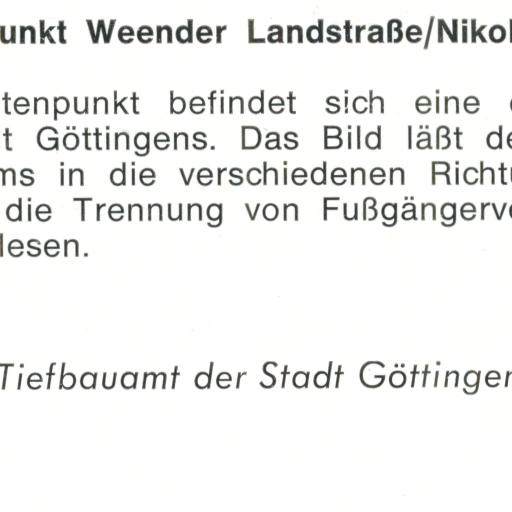 unkt Weender Landstraße/Nikol
tenpunkt befindet sich eine
t Göttingens. Das Bild läßt de
ms in die verschiedenen Richtu
die Trennung von Fußgängerve
lesen.
Tiefbauamt der Stadt Göttingen